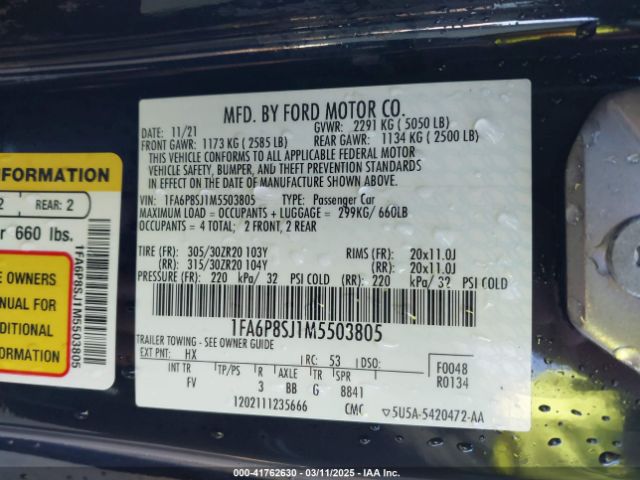 MFD. BY FORD MOTOR CO.
DATE: 11/21 GVWR: 2291 KG ( 5050 LB)
FRONT GAWR: 1173 KG ( 2585 LB) REAR GAWR: 1134 KG ( 2500 LB)
THIS VEHICLE CONFORMS TO ALL APPLICABLE FEDERAL MOTOR
VEHICLE SAFETY, BUMPER, AND THEFT PREVENTION STANDARDS
IN EFFECT ON THE DATE OF MANUFACTURE SHOWN ABOVE.
VIN: 1FA6P8SJ1M5503805 TYPE: Passenger Car
MAXIMUM LOAD = OCCUPANTS + LUGGAGE = 299KG/ 660LB
OCCUPANTS = 4 TOTAL; 2 FRONT, 2 REAR
TIRE (FR): 305/30ZR20 103Y RIMS (FR): 20x11.0J
(RR): 315/30ZR20 104Y (RR): 20x11.0J
PRESSURE (FR): 220 kPa/ 32 PSI COLD (RR): 220 kPa/ 32 PSI COLD
1FA6P8SJ1M5503805
TRAILER TOWING - SEE OWNER GUIDE
EXT PNT: HX RC: 53 DSO: F0048
INT TR TP/PS R AXLE TR SPR R0134
FV 3 BB G 8841
1202111235666 CMC 5U5A-5420472-AA
FORMATION
2 REAR: 2
r 660 lbs.
E OWNERS
NUAL FOR
DITIONAL
RMATION
1FA6P8SJ1M5503805
000-41762630 - 03/11/2025 - IAA Inc.